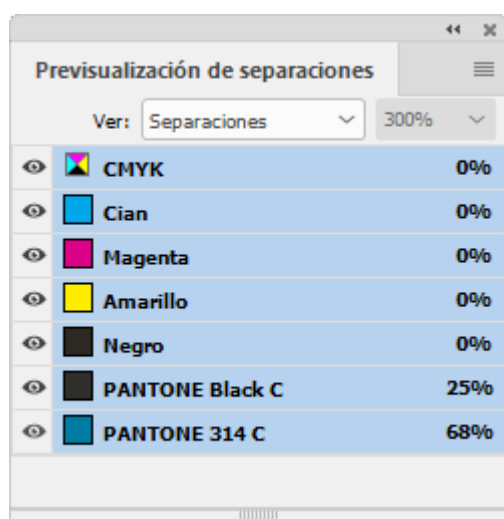 Previsualización de separaciones
Ver: Separaciones 300%
CMYK 0%
Cian 0%
Magenta 0%
Amarillo 0%
Negro 0%
PANTONE Black C 25%
PANTONE 314 C 68%